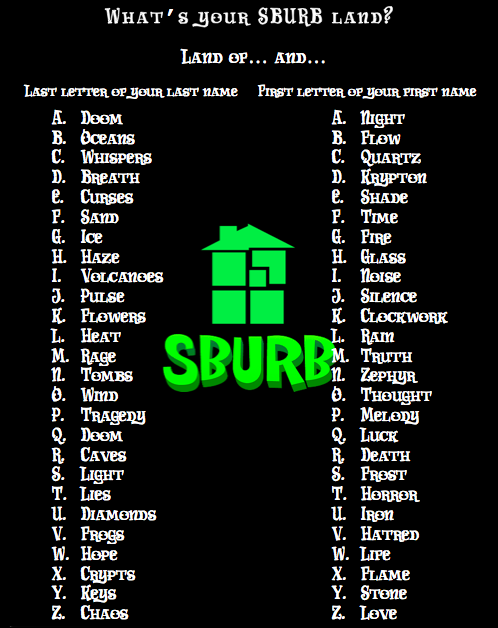 What's your SBURB land?
Land of... and...
Last letter of your last name First letter of your first name
A. Doom A. Night
B. Oceans B. Flow
C. Whispers C. Quartz
D. Breath D. Krypton
E. Curses E. Shade
F. Sand F. Time
G. Ice G. Fire
H. Haze H. Glass
I. Volcanoes I. Noise
J. Pulse J. Silence
K. Flowers K. Clockwork
L. Heat L. Rain
M. Rage M. Truth
N. Tombs N. Zephyr
O. Wind O. Thought
P. Tragedy P. Melody
Q. Doom Q. Luck
R. Caves R. Death
S. Light S. Frost
T. Lies T. Horror
U. Diamonds U. Iron
V. Frogs V. Hatred
W. Hope W. Life
X. Crypts X. Flame
Y. Keys Y. Stone
Z. Chaos Z. Love
SBURB